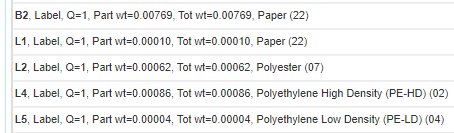 B2, Label, Q=1, Part wt=0.00769, Tot wt=0.00769, Paper (22)
L1, Label, Q=1, Part wt=0.00010, Tot wt=0.00010, Paper (22)
L2, Label, Q=1, Part wt=0.00062, Tot wt=0.00062, Polyester (07)
L4, Label, Q=1, Part wt=0.00086, Tot wt=0.00086, Polyethylene High Density (PE-HD) (02)
L5, Label, Q=1, Part wt=0.00004, Tot wt=0.00004, Polyethylene Low Density (PE-LD) (04)